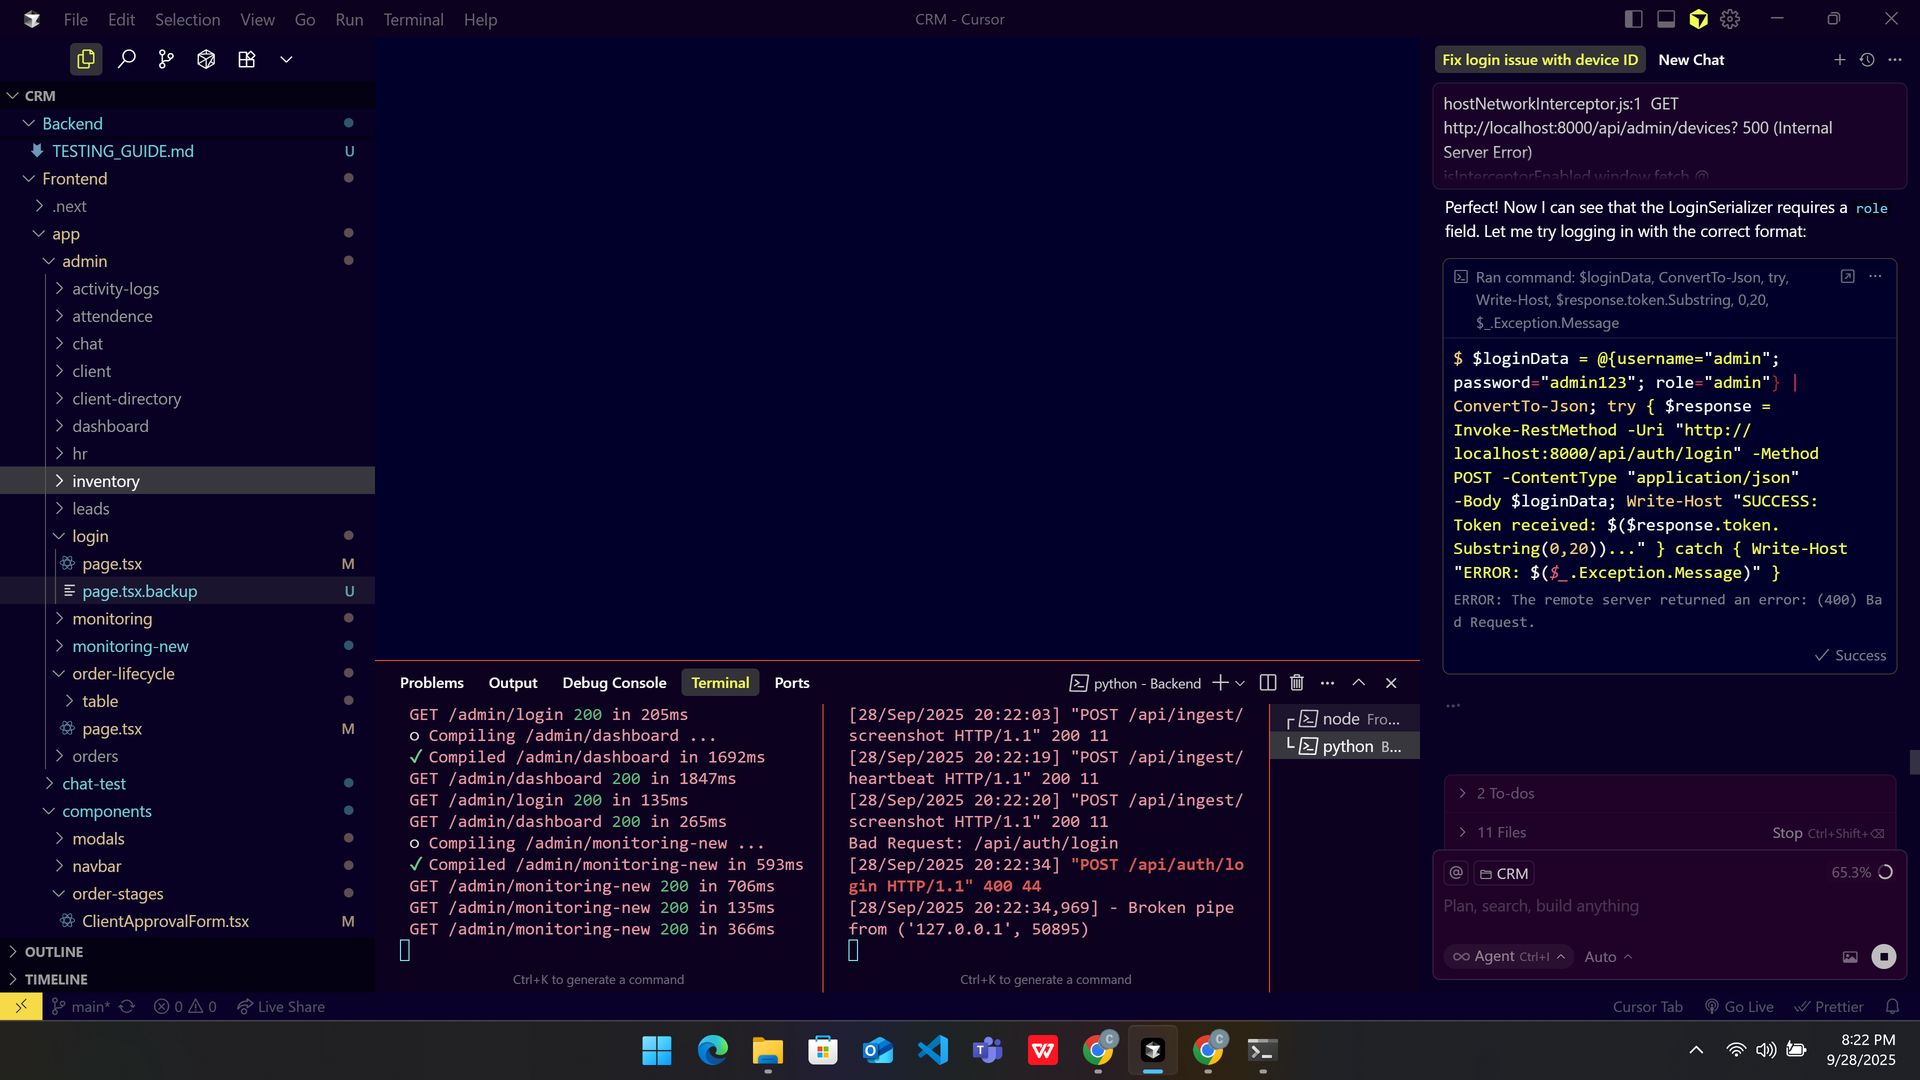 File Edit Selection View Go Run Terminal Help
CRM - Cursor
CRM
Backend
TESTING_GUIDE.md U
Frontend
.next
app
admin
activity-logs
attendence
chat
client
client-directory
dashboard
hr
inventory
leads
login
page.tsx M
page.tsx.backup U
monitoring
monitoring-new
order-lifecycle
table
page.tsx M
orders
chat-test
components
modals
navbar
order-stages
ClientApprovalForm.tsx M
OUTLINE
TIMELINE
Problems Output Debug Console Terminal Ports
python - Backend
GET /admin/login 200 in 205ms
○ Compiling /admin/dashboard ...
✓ Compiled /admin/dashboard in 1692ms
GET /admin/dashboard 200 in 1847ms
GET /admin/login 200 in 135ms
GET /admin/dashboard 200 in 265ms
○ Compiling /admin/monitoring-new ...
✓ Compiled /admin/monitoring-new in 593ms
GET /admin/monitoring-new 200 in 706ms
GET /admin/monitoring-new 200 in 135ms
GET /admin/monitoring-new 200 in 366ms
Ctrl+K to generate a command
[28/Sep/2025 20:22:03] "POST /api/ingest/
screenshot HTTP/1.1" 200 11
[28/Sep/2025 20:22:19] "POST /api/ingest/
heartbeat HTTP/1.1" 200 11
[28/Sep/2025 20:22:20] "POST /api/ingest/
screenshot HTTP/1.1" 200 11
Bad Request: /api/auth/login
[28/Sep/2025 20:22:34] "POST /api/auth/lo
gin HTTP/1.1" 400 44
[28/Sep/2025 20:22:34,969] - Broken pipe
from ('127.0.0.1', 50895)
Ctrl+K to generate a command
node Fro...
python B...
Fix login issue with device ID New Chat
hostNetworkInterceptor.js:1 GET
http://localhost:8000/api/admin/devices? 500 (Internal
Server Error)
isInterceptorEnabled.window.fetch @
Perfect! Now I can see that the LoginSerializer requires a role
field. Let me try logging in with the correct format:
Ran command: $loginData, ConvertTo-Json, try,
Write-Host, $response.token.Substring, 0,20,
$_.Exception.Message
$ $loginData = @{username="admin";
password="admin123"; role="admin"} |
ConvertTo-Json; try { $response =
Invoke-RestMethod -Uri "http://
localhost:8000/api/auth/login" -Method
POST -ContentType "application/json"
-Body $loginData; Write-Host "SUCCESS:
Token received: $($response.token.
Substring(0,20))..." } catch { Write-Host
"ERROR: $($_.Exception.Message)" }
ERROR: The remote server returned an error: (400) Ba
d Request.
Success
2 To-dos
11 Files Stop Ctrl+Shift+⌫
@ CRM 65.3%
Plan, search, build anything
Agent Ctrl+I Auto
main* 0 0 Live Share
Cursor Tab Go Live Prettier
8:22 PM
9/28/2025